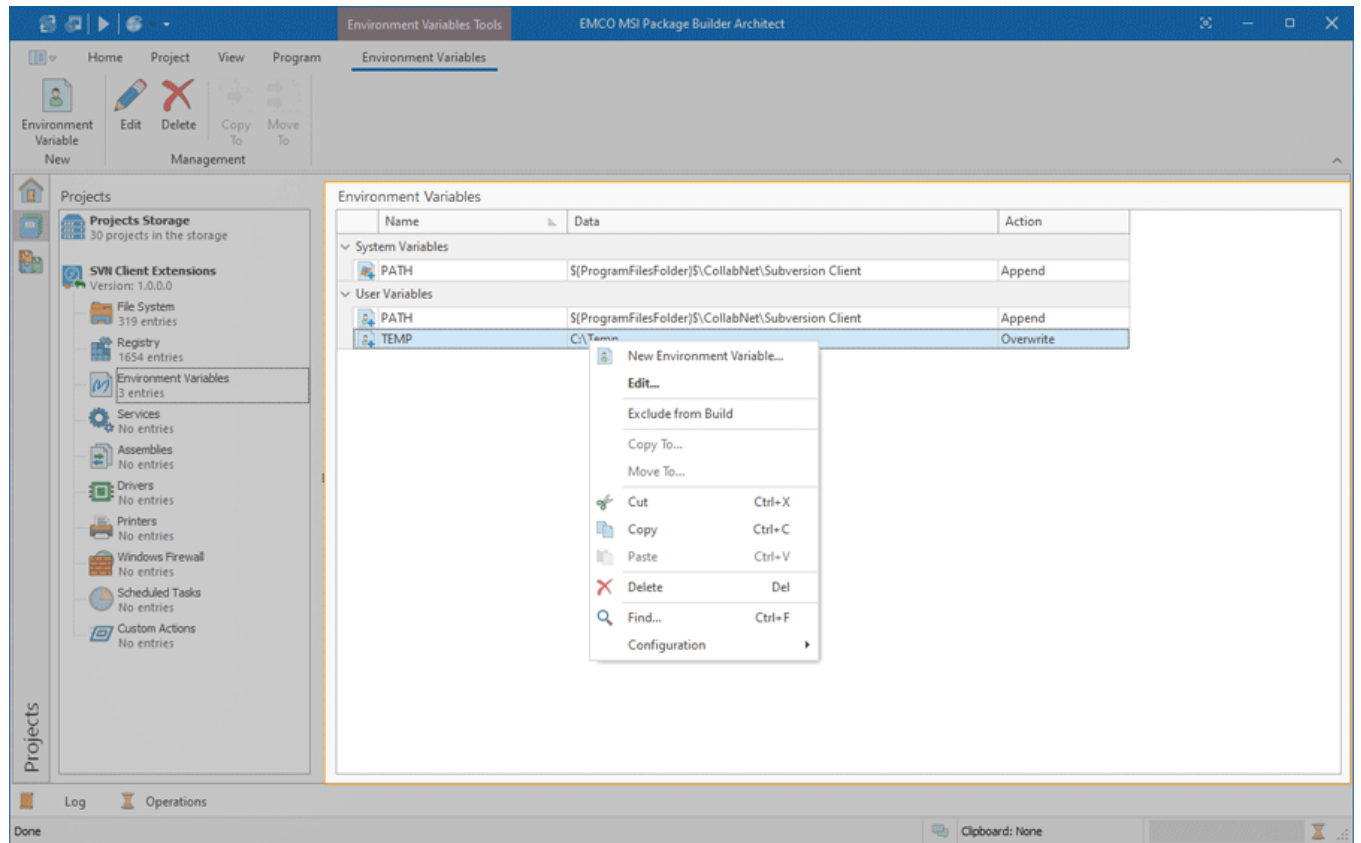 Environment Variables Tools
EMCO MSI Package Builder Architect
Home Project View Program Environment Variables
Environment Variable
Edit
Delete
Copy To
Move To
New
Management
Projects
Projects Storage
30 projects in the storage
SVN Client Extensions
Version: 1.0.0.0
File System
319 entries
Registry
1654 entries
Environment Variables
3 entries
Services
No entries
Assemblies
No entries
Drivers
No entries
Printers
No entries
Windows Firewall
No entries
Scheduled Tasks
No entries
Custom Actions
No entries
Projects
Environment Variables
Name Data Action
System Variables
PATH $(ProgramFilesFolder)$\CollabNet\Subversion Client Append
User Variables
PATH $(ProgramFilesFolder)$\CollabNet\Subversion Client Append
TEMP C:\Temp Overwrite
New Environment Variable...
Edit...
Exclude from Build
Copy To...
Move To...
Cut Ctrl+X
Copy Ctrl+C
Paste Ctrl+V
Delete Del
Find... Ctrl+F
Configuration
Log Operations
Done
Clipboard: None